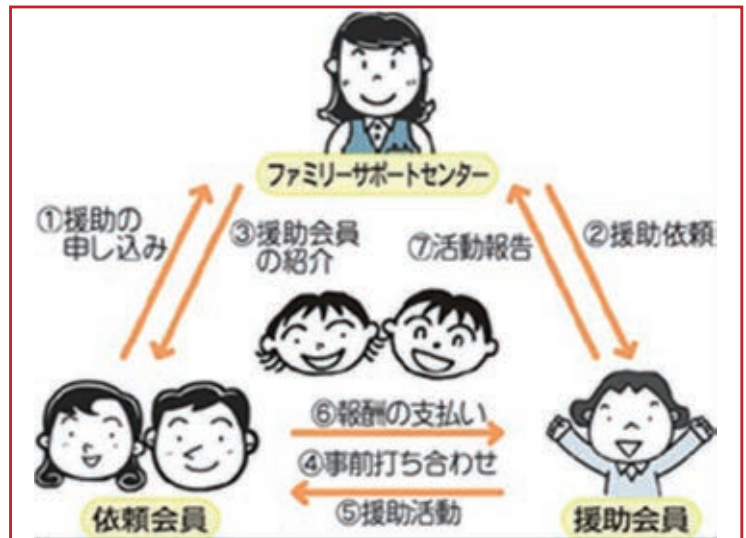 ファミリーサポートセンター
①援助の
申し込み
③援助会員
の紹介
⑦活動報告
②援助依頼
⑥報酬の支払い
④事前打ち合わせ
⑤援助活動
依頼会員
援助会員